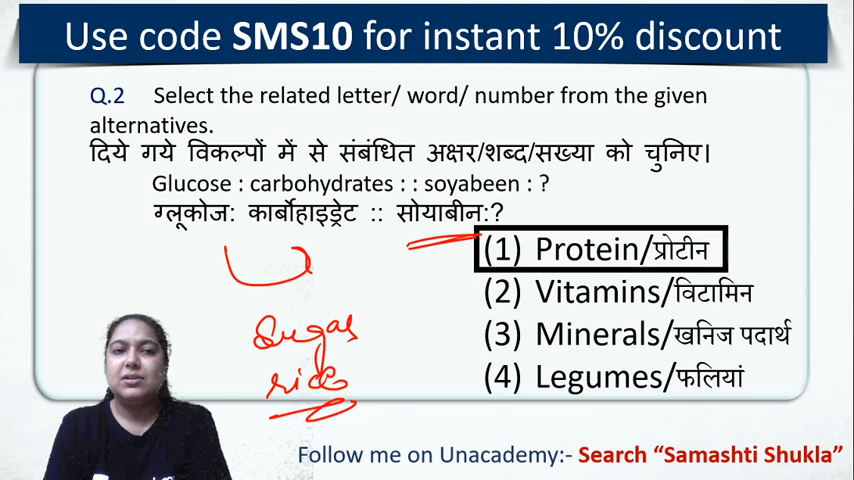 Use code SMS10 for instant 10% discount
Q.2 Select the related letter/ word/ number from the given
alternatives.
दिये गये विकल्पों में से संबंधित अक्षर/शब्द/सख्या को चुनिए।
Glucose : carbohydrates : : soyabeen : ?
ग्लूकोज: कार्बोहाइड्रेट :: सोयाबीन:?
(1) Protein/प्रोटीन
(2) Vitamins/विटामिन
(3) Minerals/खनिज पदार्थ
(4) Legumes/फलियां
Sugar
rice
Follow me on Unacademy:- Search “Samashti Shukla”